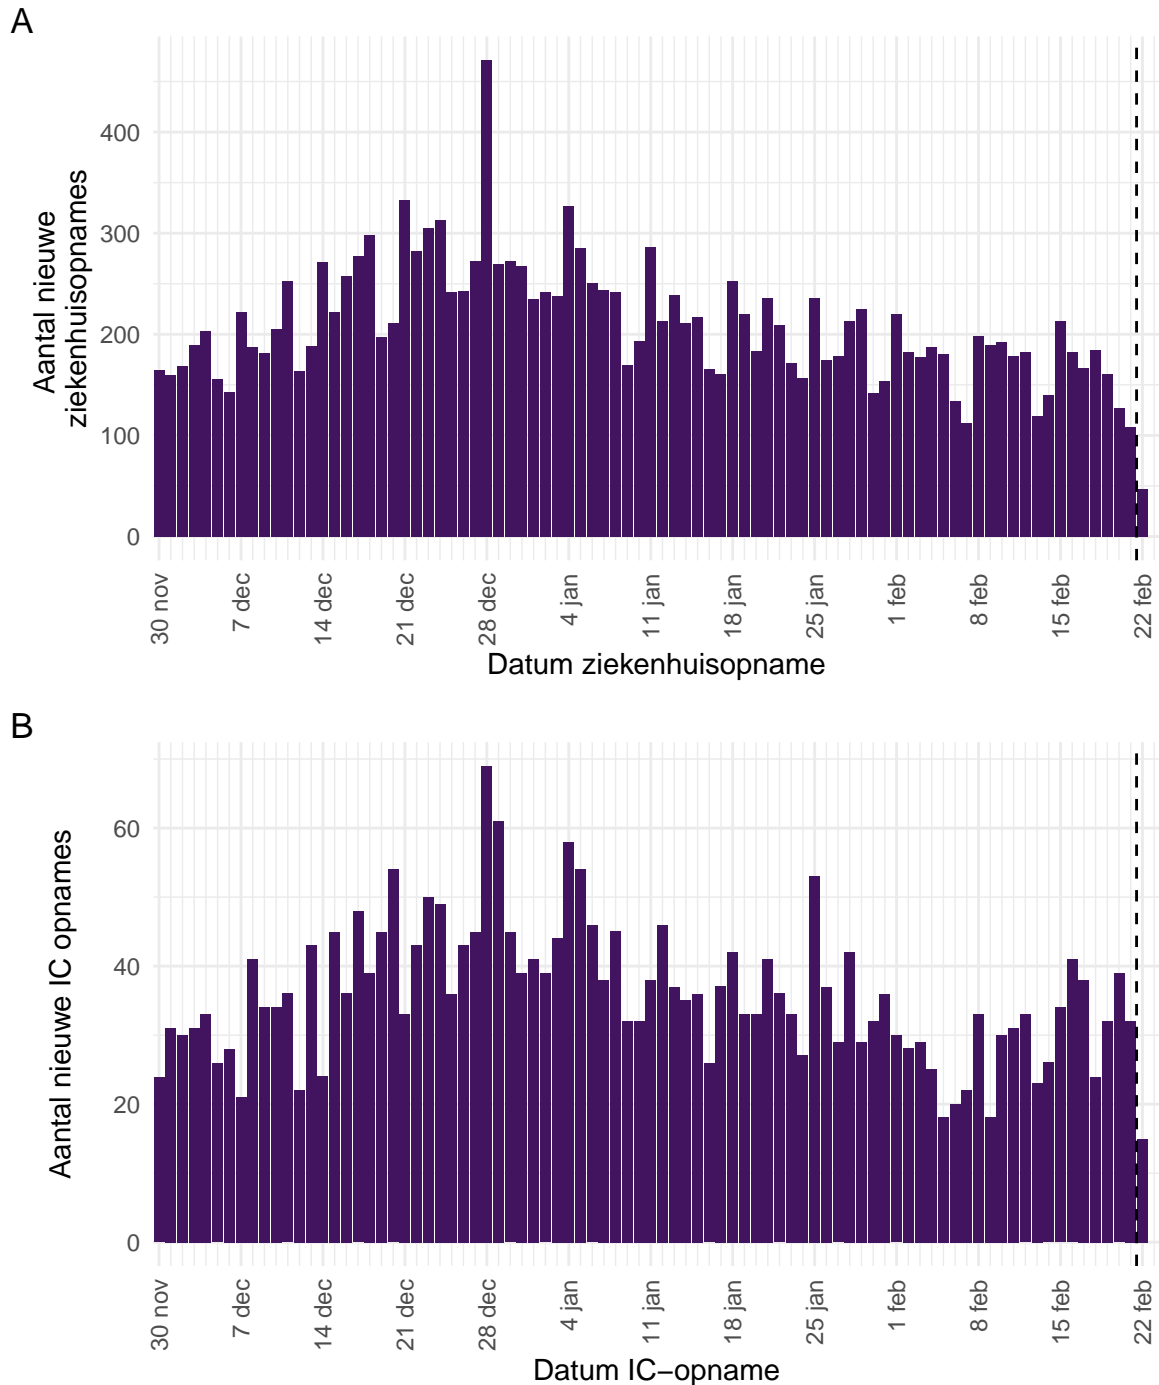 A
Aantal nieuwe
ziekenhuisopnames
400
300
200
100
0
30 nov
7 dec
14 dec
21 dec
28 dec
4 jan
11 jan
18 jan
25 jan
1 feb
8 feb
15 feb
22 feb
Datum ziekenhuisopname
B
Aantal nieuwe IC opnames
60
40
20
0
30 nov
7 dec
14 dec
21 dec
28 dec
4 jan
11 jan
18 jan
25 jan
1 feb
8 feb
15 feb
22 feb
Datum IC−opname